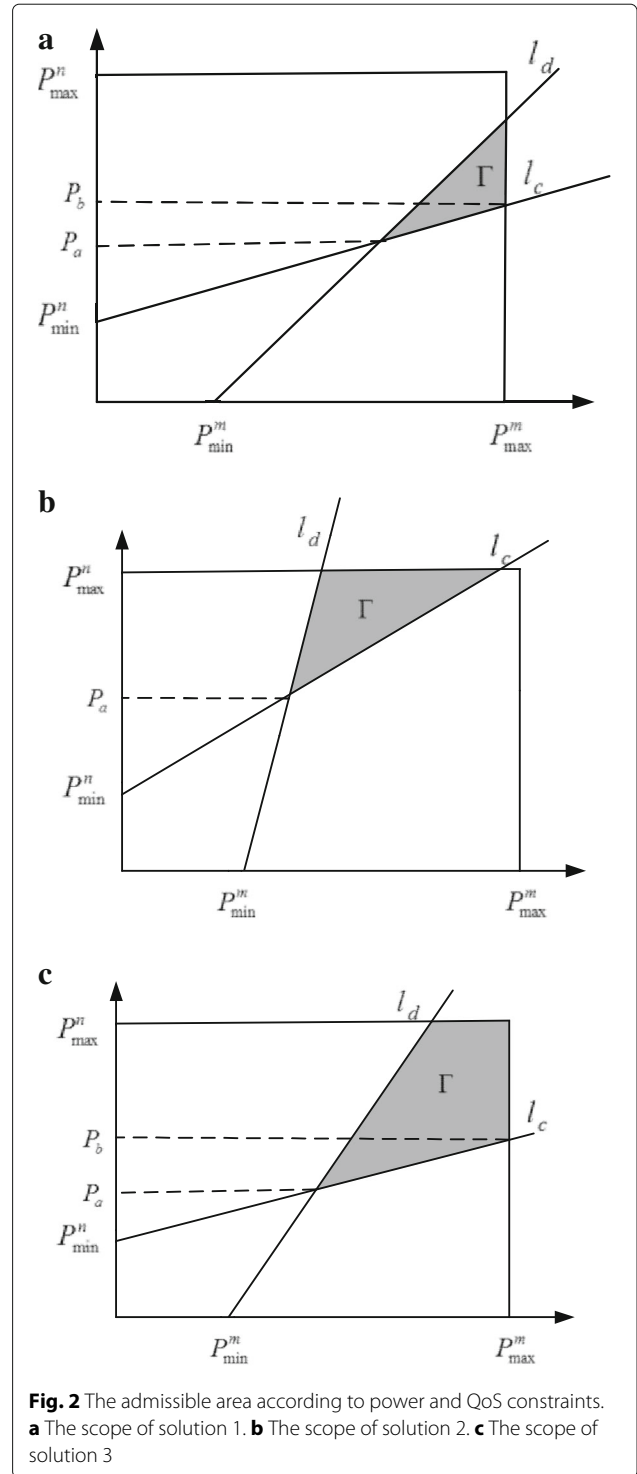 a
P^n_max
l_d
Γ
P_b
l_c
P_a
P^n_min
P^m_min
P^m_max
b
l_d
l_c
P^n_max
Γ
P_a
P^n_min
P^m_min
P^m_max
c
l_d
P^n_max
Γ
l_c
P_b
P_a
P^n_min
P^m_min
P^m_max
Fig. 2 The admissible area according to power and QoS constraints.
a The scope of solution 1. b The scope of solution 2. c The scope of
solution 3